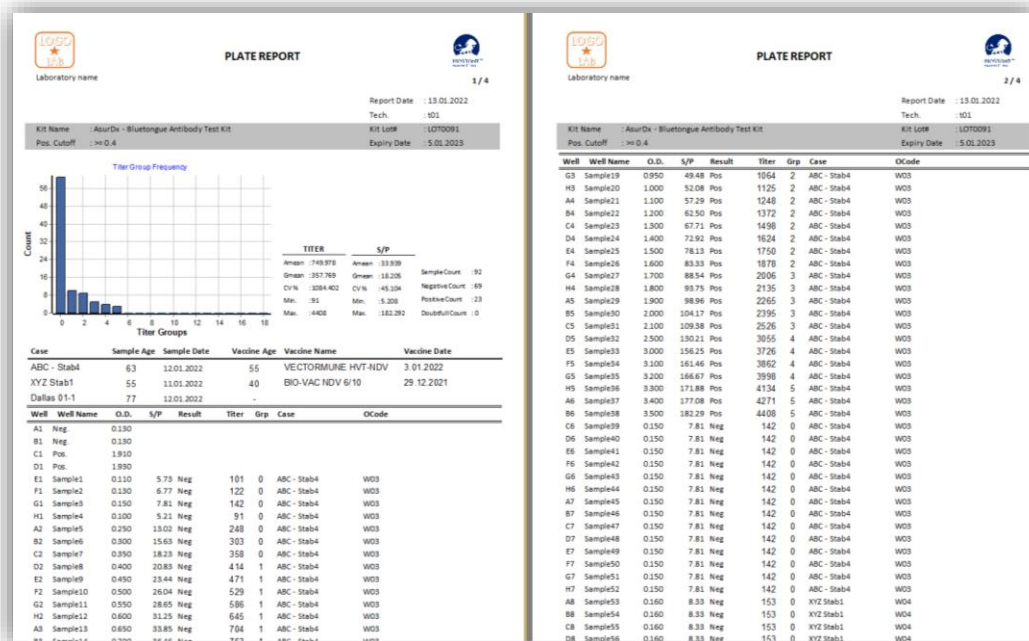 LOGO
LAB
PLATE REPORT
Laboratory name
1 / 4
Report Date : 13.01.2022
Tech. : t01
Kit Name : AsurDx - Bluetongue Antibody Test Kit Kit Lot# : LOT0091
Pos. Cutoff : >= 0.4 Expiry Date : 5.01.2023
Titer Group Frequency
Count
56
48
40
32
24
16
8
0
0 2 4 6 8 10 12 14 16 18
Titer Groups
TITER S/P
Amean :749.978 Amean :33.939
Gmean :357.769 Gmean :18.205
CV% :1084.402 CV% :45.104
Min. :91 Min. :5.208
Max. :4408 Max. :182.292
Sample Count :92
Negative Count :69
Positive Count :23
Doubtfull Count :0
Case Sample Age Sample Date Vaccine Age Vaccine Name Vaccine Date
ABC - Stab4 63 12.01.2022 55 VECTORMUNE HVT-NDV 3.01.2022
XYZ Stab1 55 11.01.2022 40 BIO-VAC NDV 6/10 29.12.2021
Dallas 01-1 77 12.01.2022 -
Well Well Name O.D. S/P Result Titer Grp Case OCode
A1 Neg. 0.130
B1 Neg. 0.130
C1 Pos. 1.910
D1 Pos. 1.930
E1 Sample1 0.110 5.73 Neg 101 0 ABC - Stab4 W03
F1 Sample2 0.130 6.77 Neg 122 0 ABC - Stab4 W03
G1 Sample3 0.150 7.81 Neg 142 0 ABC - Stab4 W03
H1 Sample4 0.100 5.21 Neg 91 0 ABC - Stab4 W03
A2 Sample5 0.250 13.02 Neg 248 0 ABC - Stab4 W03
B2 Sample6 0.300 15.63 Neg 303 0 ABC - Stab4 W03
C2 Sample7 0.350 18.23 Neg 358 0 ABC - Stab4 W03
D2 Sample8 0.400 20.83 Neg 414 1 ABC - Stab4 W03
E2 Sample9 0.450 23.44 Neg 471 1 ABC - Stab4 W03
F2 Sample10 0.500 26.04 Neg 529 1 ABC - Stab4 W03
G2 Sample11 0.550 28.65 Neg 586 1 ABC - Stab4 W03
H2 Sample12 0.600 31.25 Neg 645 1 ABC - Stab4 W03
A3 Sample13 0.650 33.85 Neg 704 1 ABC - Stab4 W03
LOGO
LAB
PLATE REPORT
Laboratory name
2 / 4
Report Date : 13.01.2022
Tech. : t01
Kit Name : AsurDx - Bluetongue Antibody Test Kit Kit Lot# : LOT0091
Pos. Cutoff : >= 0.4 Expiry Date : 5.01.2023
Well Well Name O.D. S/P Result Titer Grp Case OCode
G3 Sample19 0.950 49.48 Pos 1064 2 ABC - Stab4 W03
H3 Sample20 1.000 52.08 Pos 1125 2 ABC - Stab4 W03
A4 Sample21 1.100 57.29 Pos 1248 2 ABC - Stab4 W03
B4 Sample22 1.200 62.50 Pos 1372 2 ABC - Stab4 W03
C4 Sample23 1.300 67.71 Pos 1498 2 ABC - Stab4 W03
D4 Sample24 1.400 72.92 Pos 1624 2 ABC - Stab4 W03
E4 Sample25 1.500 78.13 Pos 1750 2 ABC - Stab4 W03
F4 Sample26 1.600 83.33 Pos 1878 2 ABC - Stab4 W03
G4 Sample27 1.700 88.54 Pos 2006 3 ABC - Stab4 W03
H4 Sample28 1.800 93.75 Pos 2135 3 ABC - Stab4 W03
A5 Sample29 1.900 98.96 Pos 2265 3 ABC - Stab4 W03
B5 Sample30 2.000 104.17 Pos 2395 3 ABC - Stab4 W03
C5 Sample31 2.100 109.38 Pos 2526 3 ABC - Stab4 W03
D5 Sample32 2.500 130.21 Pos 3055 4 ABC - Stab4 W03
E5 Sample33 3.000 156.25 Pos 3726 4 ABC - Stab4 W03
F5 Sample34 3.100 161.46 Pos 3862 4 ABC - Stab4 W03
G5 Sample35 3.200 166.67 Pos 3998 4 ABC - Stab4 W03
H5 Sample36 3.300 171.88 Pos 4134 5 ABC - Stab4 W03
A6 Sample37 3.400 177.08 Pos 4271 5 ABC - Stab4 W03
B6 Sample38 3.500 182.29 Pos 4408 5 ABC - Stab4 W03
C6 Sample39 0.150 7.81 Neg 142 0 ABC - Stab4 W03
D6 Sample40 0.150 7.81 Neg 142 0 ABC - Stab4 W03
E6 Sample41 0.150 7.81 Neg 142 0 ABC - Stab4 W03
F6 Sample42 0.150 7.81 Neg 142 0 ABC - Stab4 W03
G6 Sample43 0.150 7.81 Neg 142 0 ABC - Stab4 W03
H6 Sample44 0.150 7.81 Neg 142 0 ABC - Stab4 W03
A7 Sample45 0.150 7.81 Neg 142 0 ABC - Stab4 W03
B7 Sample46 0.150 7.81 Neg 142 0 ABC - Stab4 W03
C7 Sample47 0.150 7.81 Neg 142 0 ABC - Stab4 W03
D7 Sample48 0.150 7.81 Neg 142 0 ABC - Stab4 W03
E7 Sample49 0.150 7.81 Neg 142 0 ABC - Stab4 W03
F7 Sample50 0.150 7.81 Neg 142 0 ABC - Stab4 W03
G7 Sample51 0.150 7.81 Neg 142 0 ABC - Stab4 W03
H7 Sample52 0.150 7.81 Neg 142 0 ABC - Stab4 W03
A8 Sample53 0.160 8.33 Neg 153 0 XYZ Stab1 W04
B8 Sample54 0.160 8.33 Neg 153 0 XYZ Stab1 W04
C8 Sample55 0.160 8.33 Neg 153 0 XYZ Stab1 W04
D8 Sample56 0.160 8.33 Neg 153 0 XYZ Stab1 W04